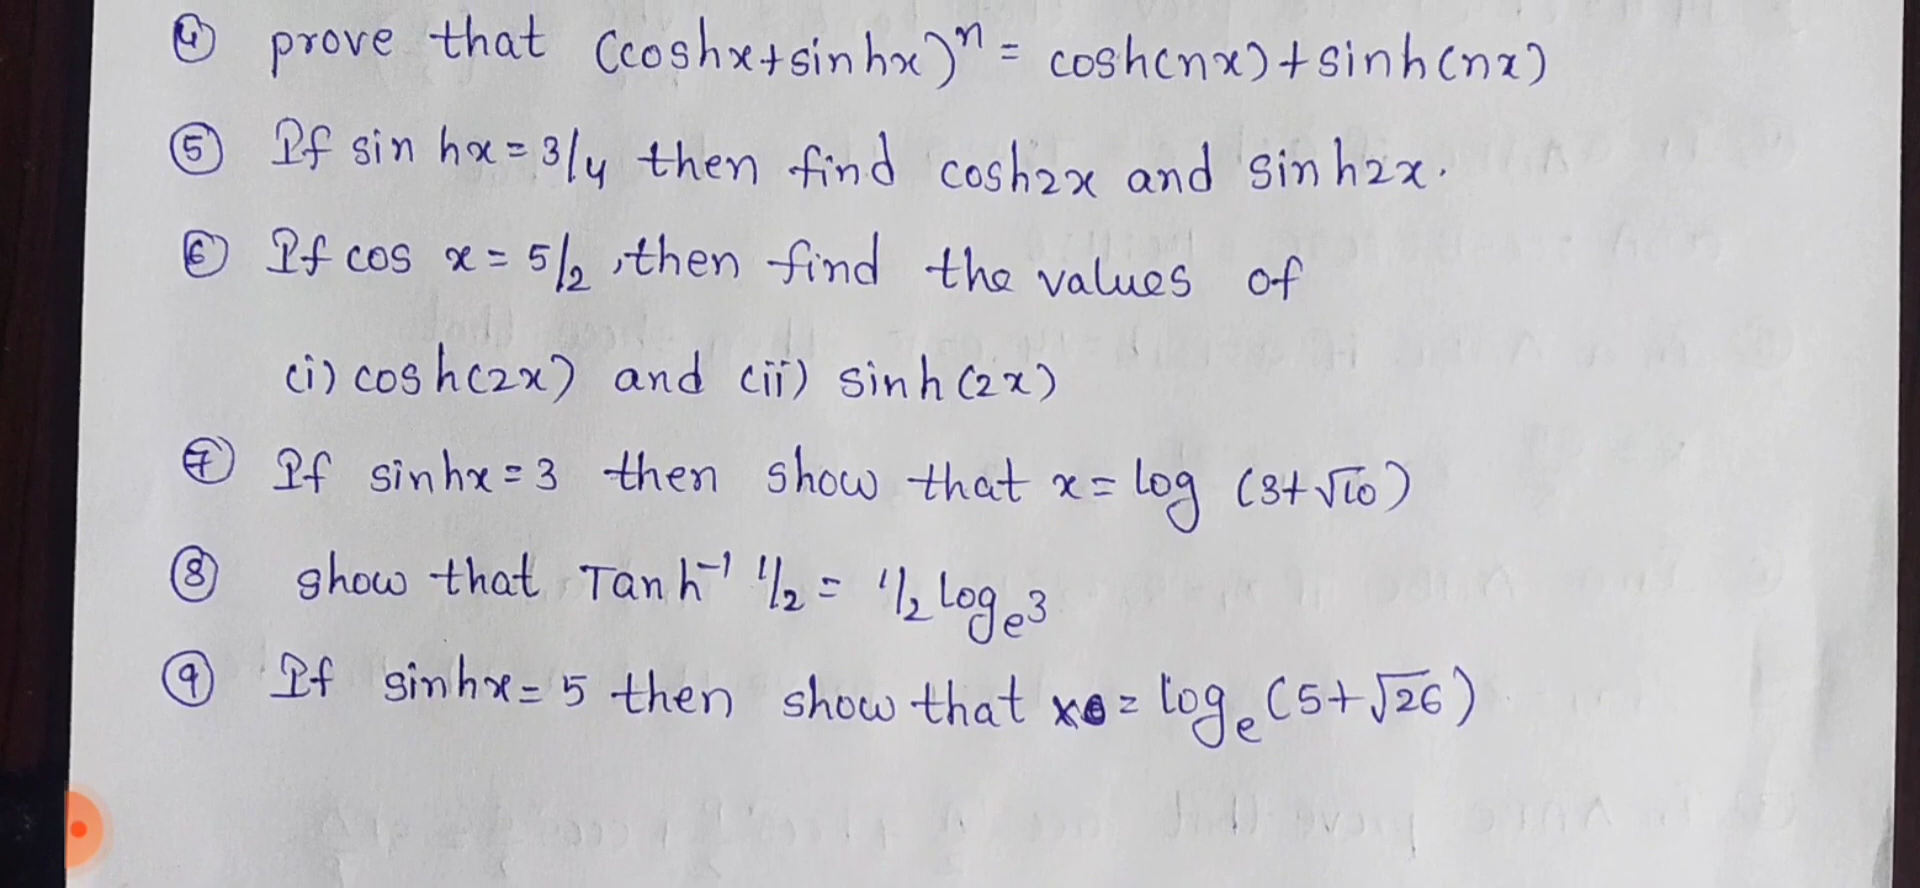 ④ prove that (coshx+sinhx)ⁿ = cosh(nx)+sinh(nx)
⑤ If sin hx = 3/4 then find cosh2x and sinh2x.
⑥ If cos x = 5/2, then find the values of
(i) cosh(2x) and (ii) sinh(2x)
⑦ If sinhx = 3 then show that x = log (3+√10)
⑧ show that Tanh⁻¹ 1/2 = 1/2 logₑ3
⑨ If sinhx = 5 then show that x = logₑ(5+√26)